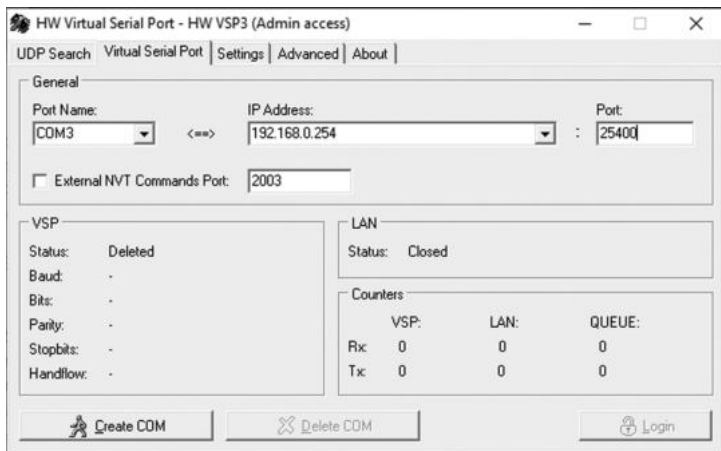 HW Virtual Serial Port - HW VSP3 (Admin access)
UDP Search Virtual Serial Port Settings Advanced About
General
Port Name: IP Address: Port:
COM3 <==> 192.168.0.254 : 25400
External NVT Commands Port: 2003
VSP
Status: Deleted
Baud: -
Bits: -
Parity: -
Stopbits: -
Handflow: -
LAN
Status: Closed
Counters
VSP: LAN: QUEUE:
Rx: 0 0 0
Tx: 0 0 0
Create COM Delete COM Login